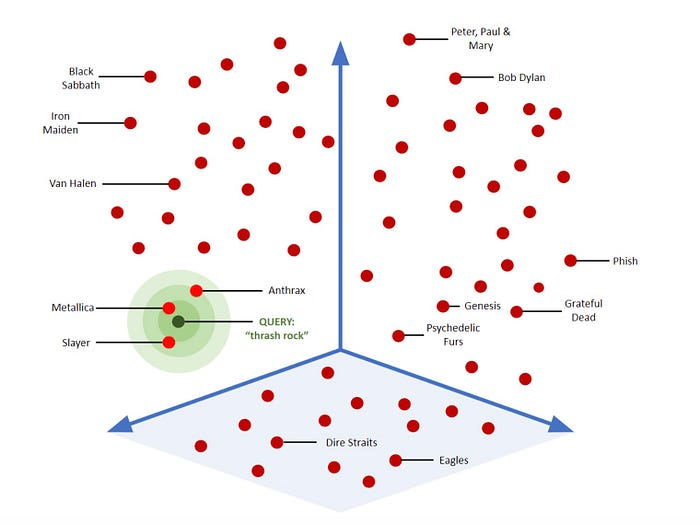 Peter, Paul &
Mary
Black
Sabbath
Bob Dylan
Iron
Maiden
Van Halen
Phish
Anthrax
Metallica
Genesis
Grateful
Dead
QUERY:
"thrash rock"
Psychedelic
Furs
Slayer
Dire Straits
Eagles